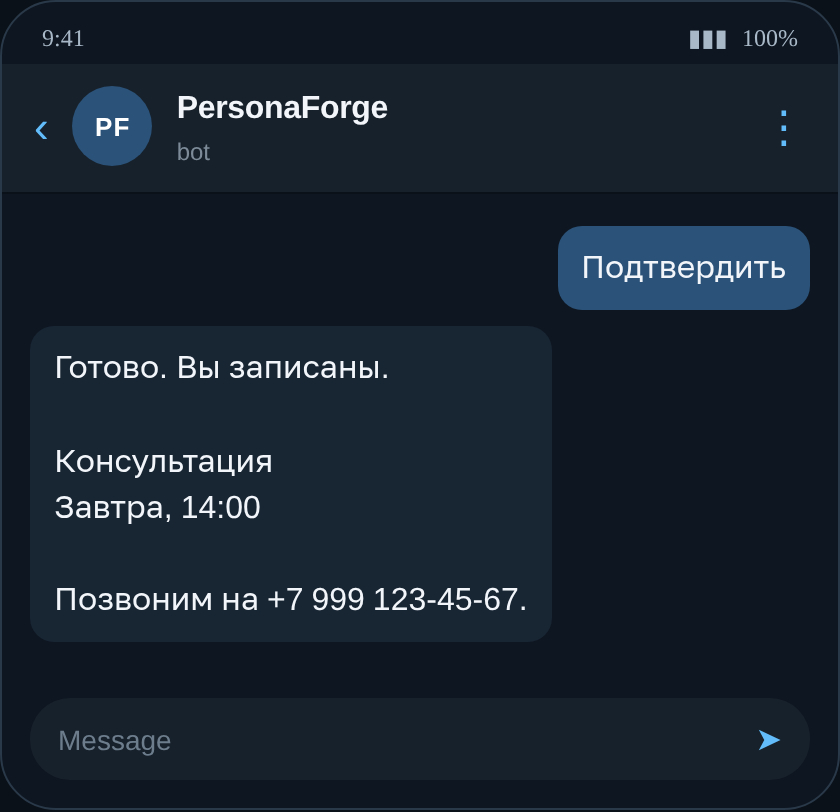 9:41
100%
‹
PF
PersonaForge
bot
⋮
Подтвердить
Готово. Вы записаны.
Консультация
Завтра, 14:00
Позвоним на +7 999 123-45-67.
Message
➤